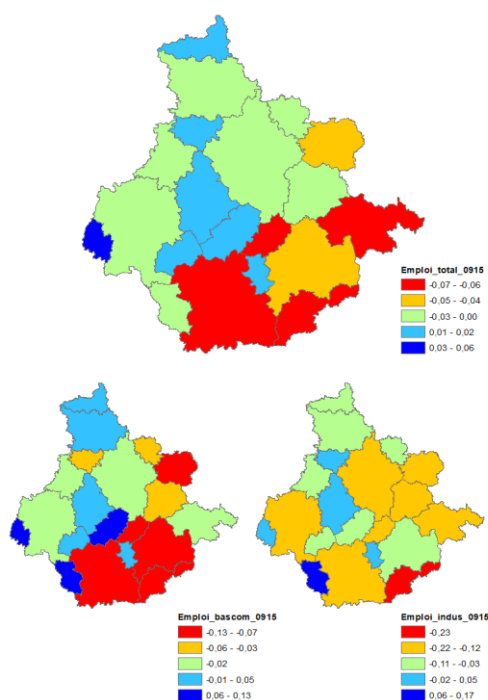 Emploi_total_0915
-0,07 - -0,06
-0,05 - -0,04
-0,03 - 0,00
0,01 - 0,02
0,03 - 0,06
Emploi_bascom_0915
-0,13 - -0,07
-0,06 - -0,03
-0,02
-0,01 - 0,05
0,06 - 0,13
Emploi_indus_0915
-0,23
-0,22 - -0,12
-0,11 - -0,03
-0,02 - 0,05
0,06 - 0,17